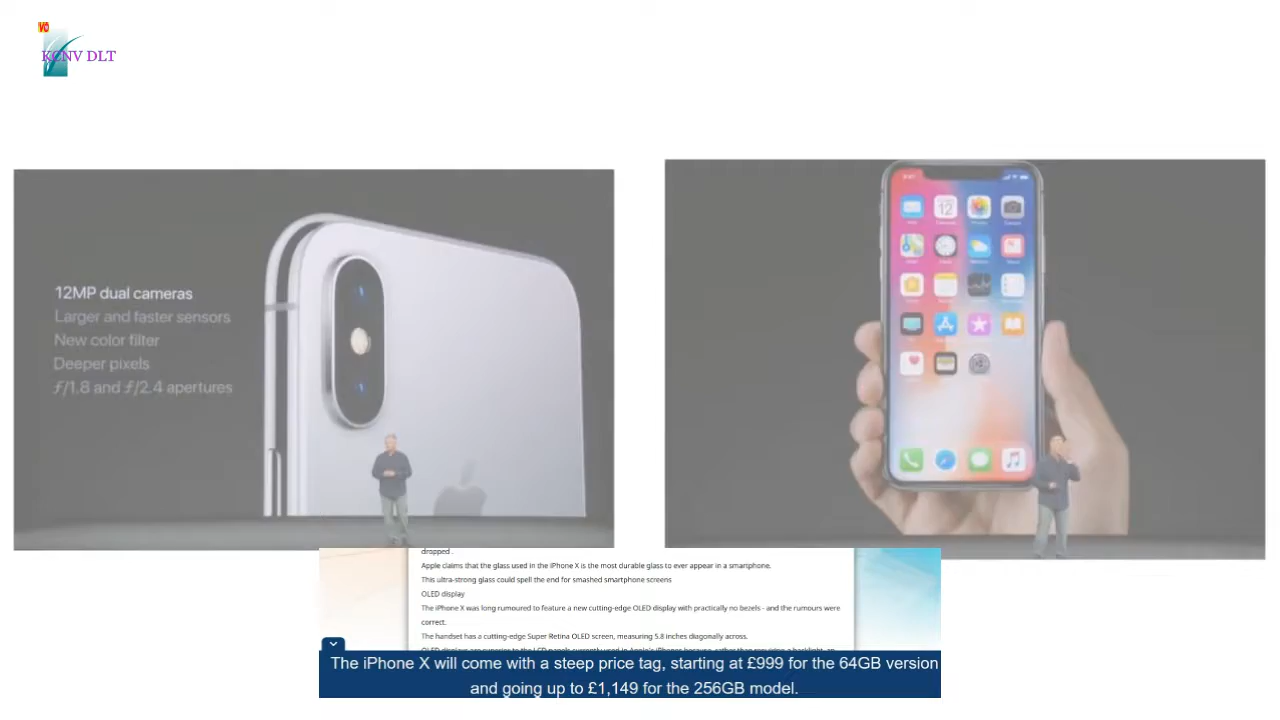 VO
KCNV DLT
12MP dual cameras
Larger and faster sensors
New color filter
Deeper pixels
ƒ/1.8 and ƒ/2.4 apertures
12
dropped .
Apple claims that the glass used in the iPhone X is the most durable glass to ever appear in a smartphone.
This ultra-strong glass could spell the end for smashed smartphone screens
OLED display
The iPhone X was long rumoured to feature a new cutting-edge OLED display with practically no bezels - and the rumours were
correct.
The handset has a cutting-edge Super Retina OLED screen, measuring 5.8 inches diagonally across.
The iPhone X will come with a steep price tag, starting at £999 for the 64GB version
and going up to £1,149 for the 256GB model.